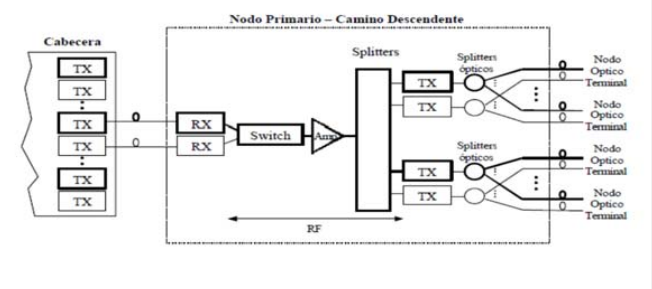 Nodo Primario – Camino Descendente
Cabecera
Splitters
Splitters
ópticos
Nodo
Optico
Terminal
TX
TX
TX
TX
TX
TX
0
0
RX
RX
Switch
Amp
TX
TX
0
0
Nodo
Optico
Terminal
0
0
Splitters
ópticos
Nodo
Optico
Terminal
TX
TX
0
0
Nodo
Optico
Terminal
0
0
RF